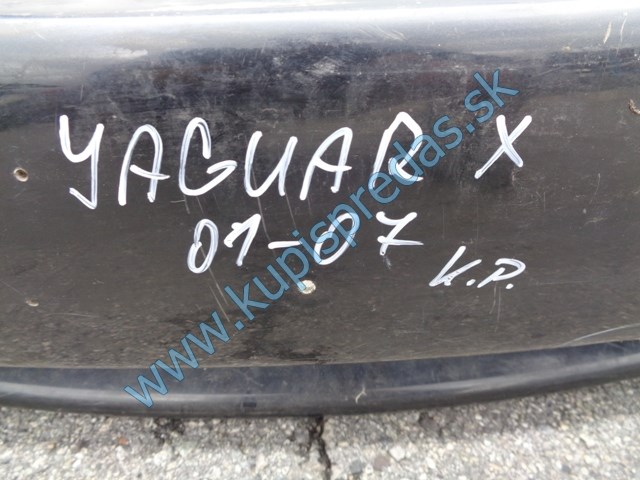 YAGUAR X
01-07
K.P.
www.kupispredas.sk